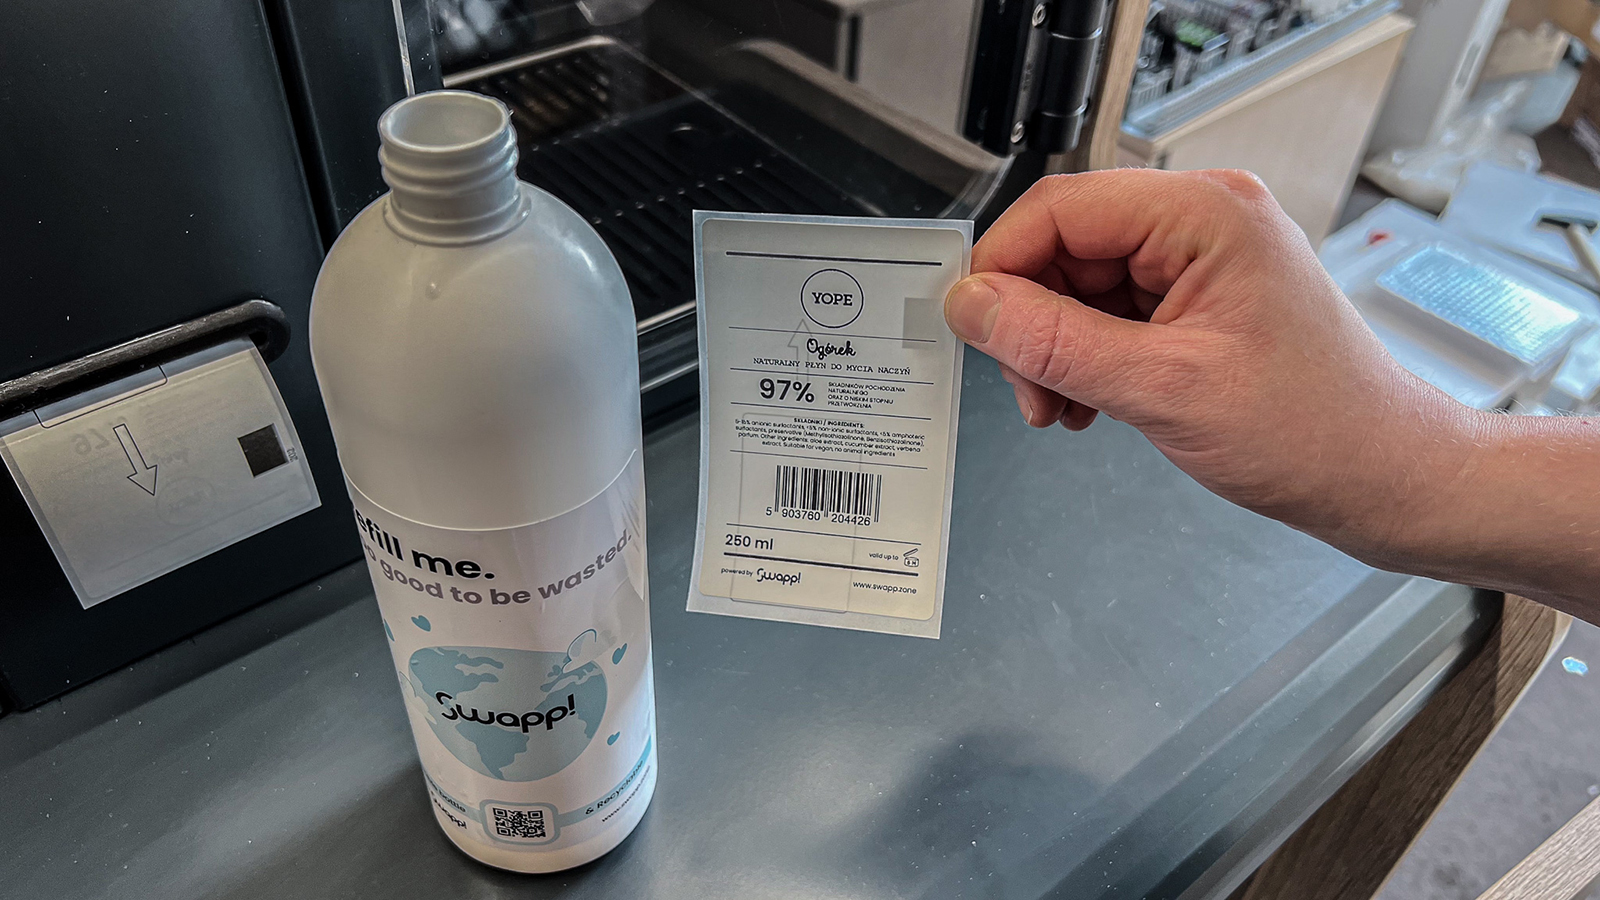 YOPE
Ogórek
NATURALNY PŁYN DO MYCIA NACZYŃ
97%
SKŁADNIKÓW POCHODZENIA
NATURALNEGO
ORAZ O NISKIM STOPNIU
PRZETWORZENIA
SKŁADNIKI / INGREDIENTS:
5-15% anionic surfactants, <5% non-ionic surfactants, <5% amphoteric
surfactants, preservative (Methylisothiazolinone, Benzisothiazolinone),
parfum. Other ingredients: aloe extract, cucumber extract, verbena
extract. Suitable for vegan, no animal ingredients
5 903760 204426
250 ml
valid up to
6 M
powered by Swapp!
www.swapp.zone
efill me.
good to be wasted.
Swapp!
bottle
& Recyclable